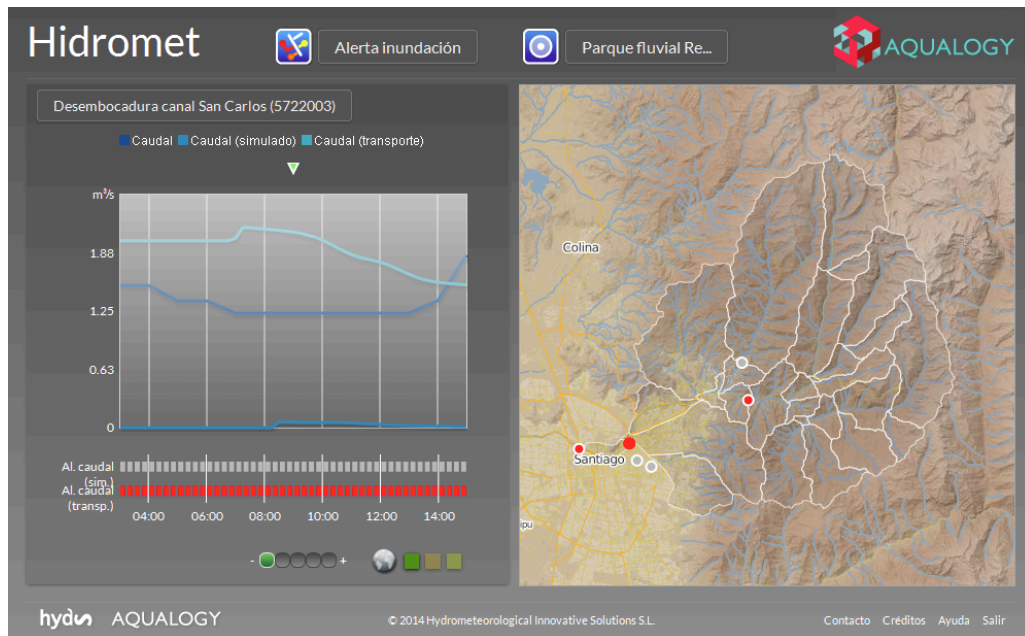 Hidromet
Alerta inundación
Parque fluvial Re...
AQUALOGY
Desembocadura canal San Carlos (5722003)
Caudal Caudal (simulado) Caudal (transporte)
m³/s
1.88
1.25
0.63
0
Al. caudal
(sim.)
Al. caudal
(transp.)
04:00 06:00 08:00 10:00 12:00 14:00
- +
Colina
Santiago
ipu
hyds AQUALOGY
© 2014 Hydrometeorological Innovative Solutions S.L.
Contacto Créditos Ayuda Salir